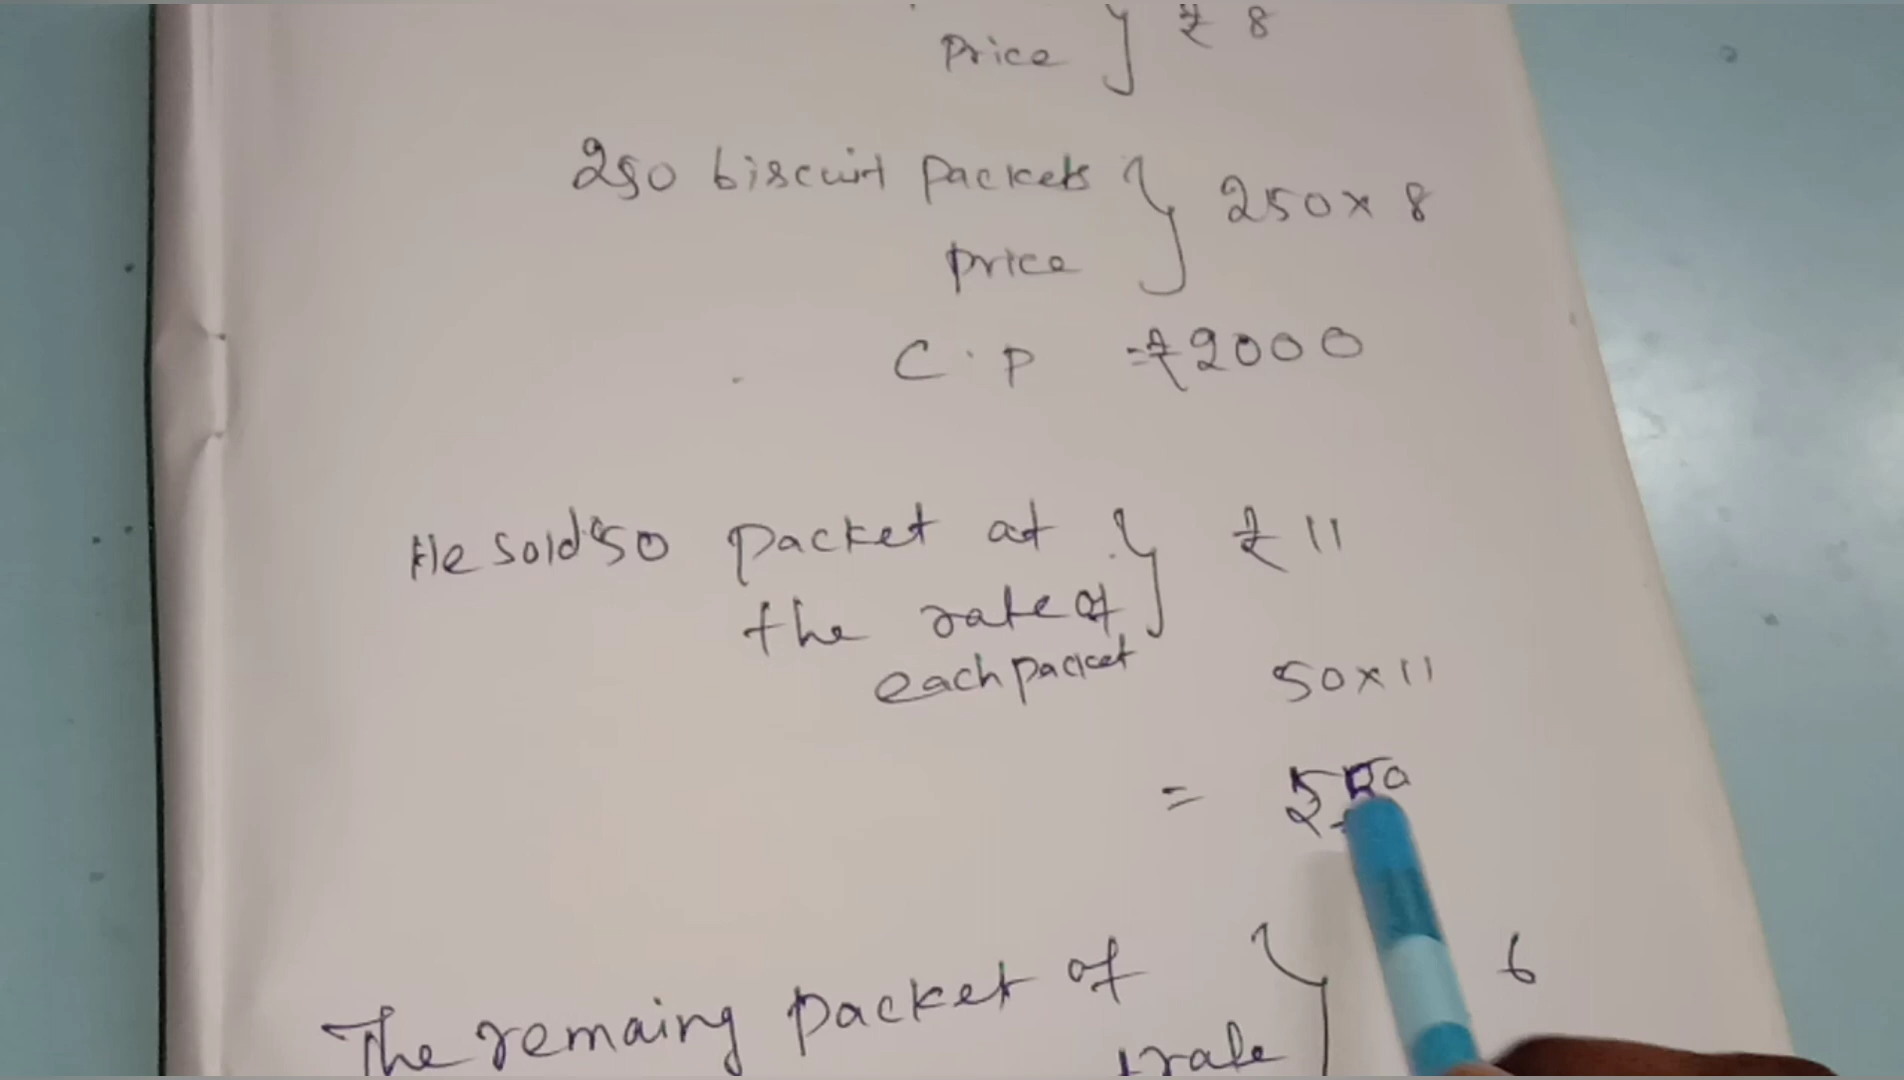 Price } ₹ 8
250 biscuit Packets } 250 x 8
price
C.P = ₹2000
He sold 50 packet at } ₹ 11
the rate of
each packet
50 x 11
= 550
The remaing packet of } 6
rate